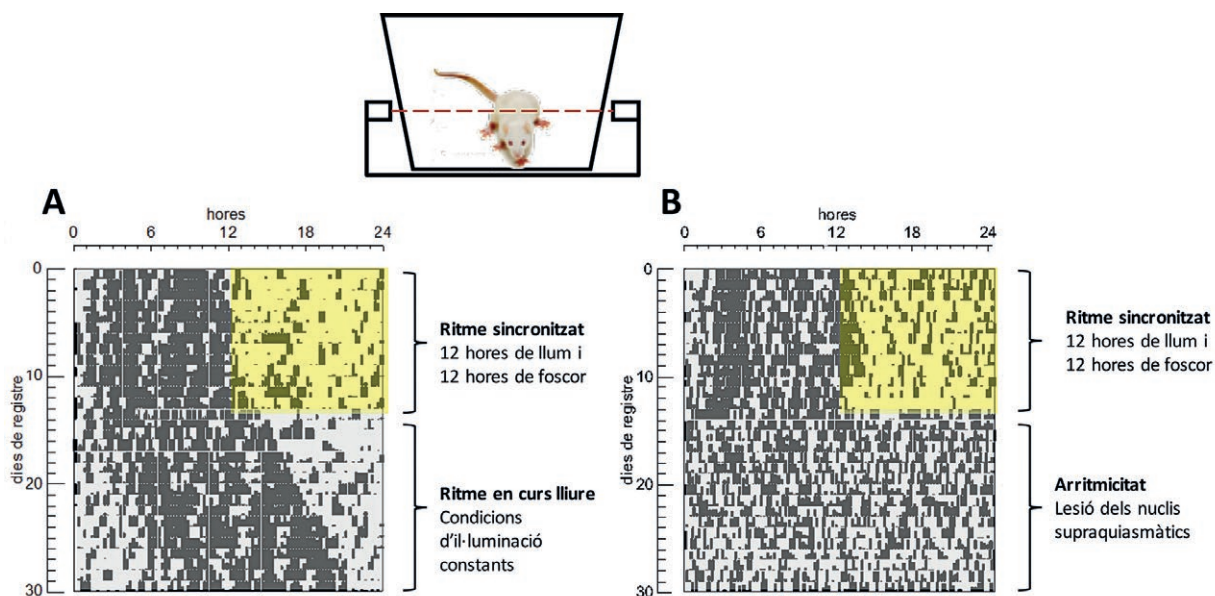 A
hores
0 6 12 18 24
0
10
20
30
dies de registre
Ritme sincronitzat
12 hores de llum i
12 hores de foscor
Ritme en curs lliure
Condicions
d'il·luminació
constants
B
hores
0 6 12 18 24
0
10
20
30
dies de registre
Ritme sincronitzat
12 hores de llum i
12 hores de foscor
Arritmicitat
Lesió dels nuclis
supraquiasmàtics